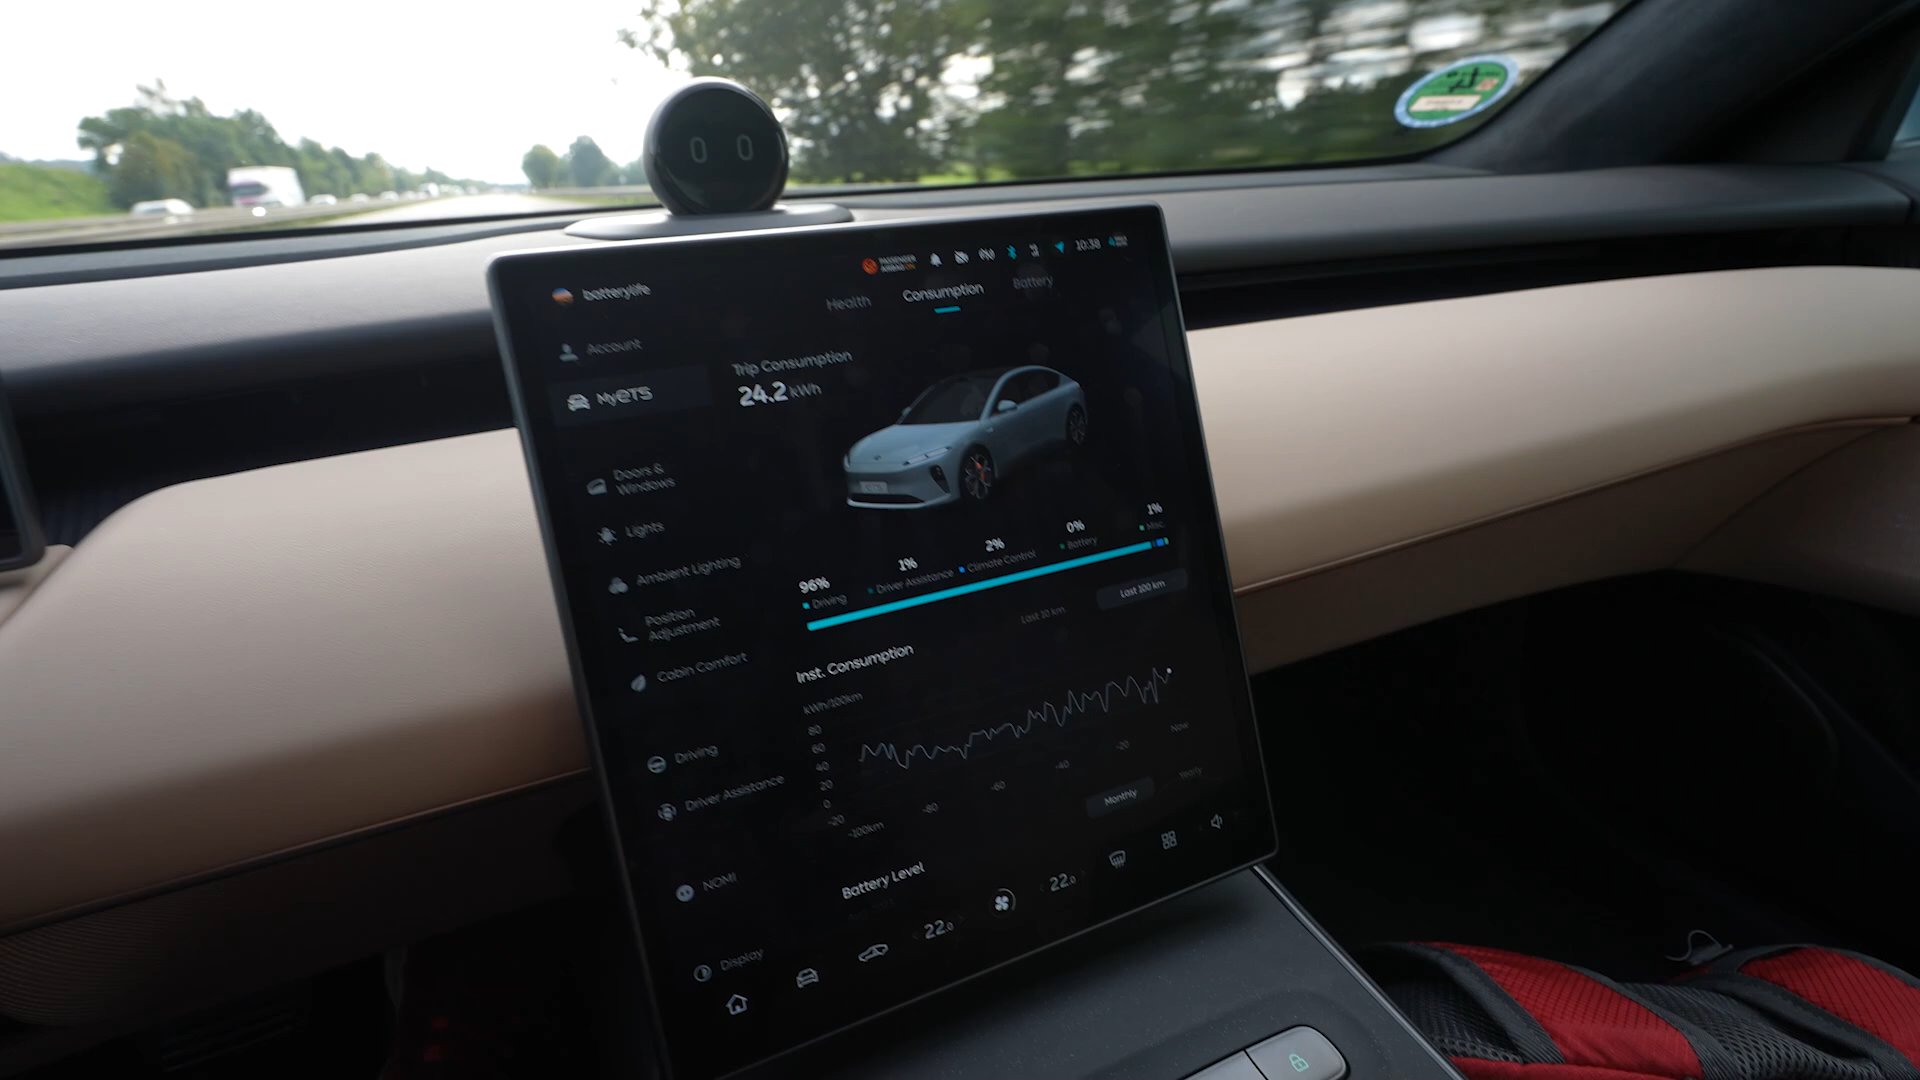 PASSENGER
AIRBAG ON
10:38
batterylife
Health
Consumption
Battery
Account
MyET5
Doors &
Windows
Lights
Ambient Lighting
Position
Adjustment
Cabin Comfort
Driving
Driver Assistance
NOMI
Display
Trip Consumption
24.2 kWh
96%
Driving
1%
Driver Assistance
2%
Climate Control
0%
Battery
1%
Misc.
Last 10 km
Last 100 km
Inst. Consumption
kWh/100km
80
60
40
20
0
-20
-100km
-80
-60
-40
-20
Now
Monthly
Yearly
Battery Level
22.0
22.0